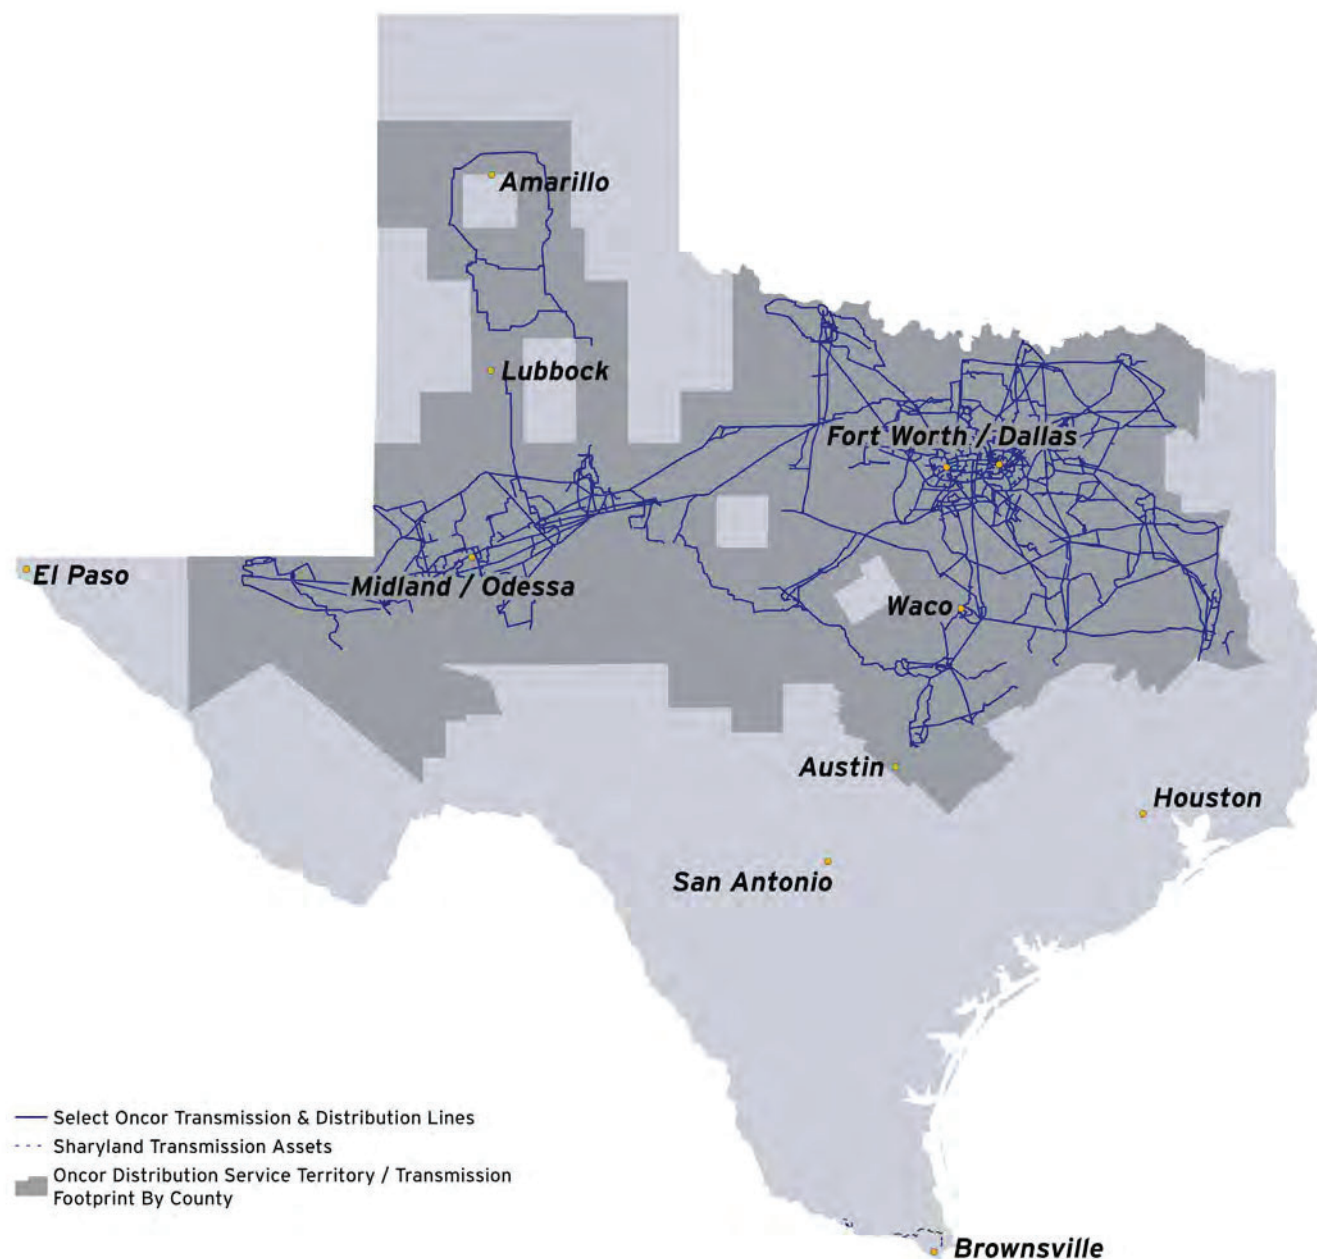 Amarillo
Lubbock
Fort Worth / Dallas
El Paso
Midland / Odessa
Waco
Austin
Houston
San Antonio
Select Oncor Transmission & Distribution Lines
Sharyland Transmission Assets
Oncor Distribution Service Territory / Transmission
Footprint By County
Brownsville